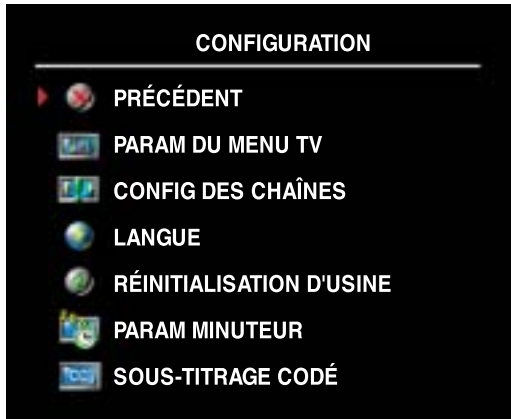 CONFIGURATION
PRÉCÉDENT
PARAM DU MENU TV
CONFIG DES CHAÎNES
LANGUE
RÉINITIALISATION D'USINE
PARAM MINUTEUR
SOUS-TITRAGE CODÉ